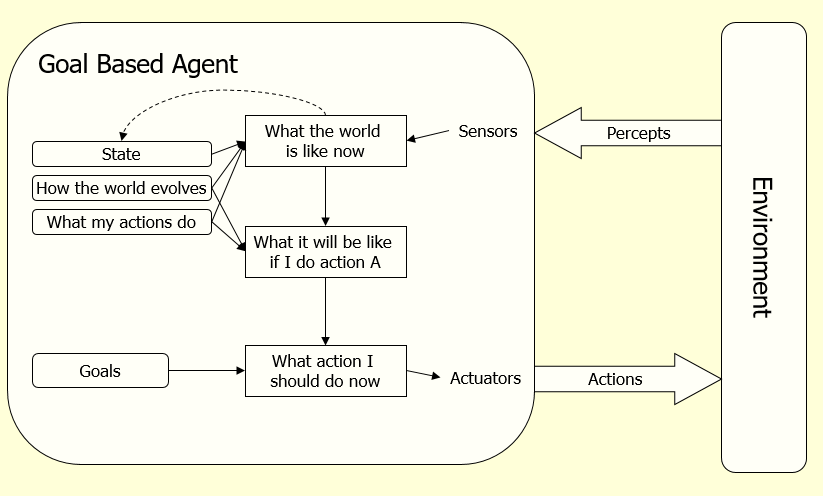 Goal Based Agent
What the world
is like now
Sensors
Percepts
State
How the world evolves
What my actions do
What it will be like
if I do action A
Environment
Goals
What action I
should do now
Actuators
Actions